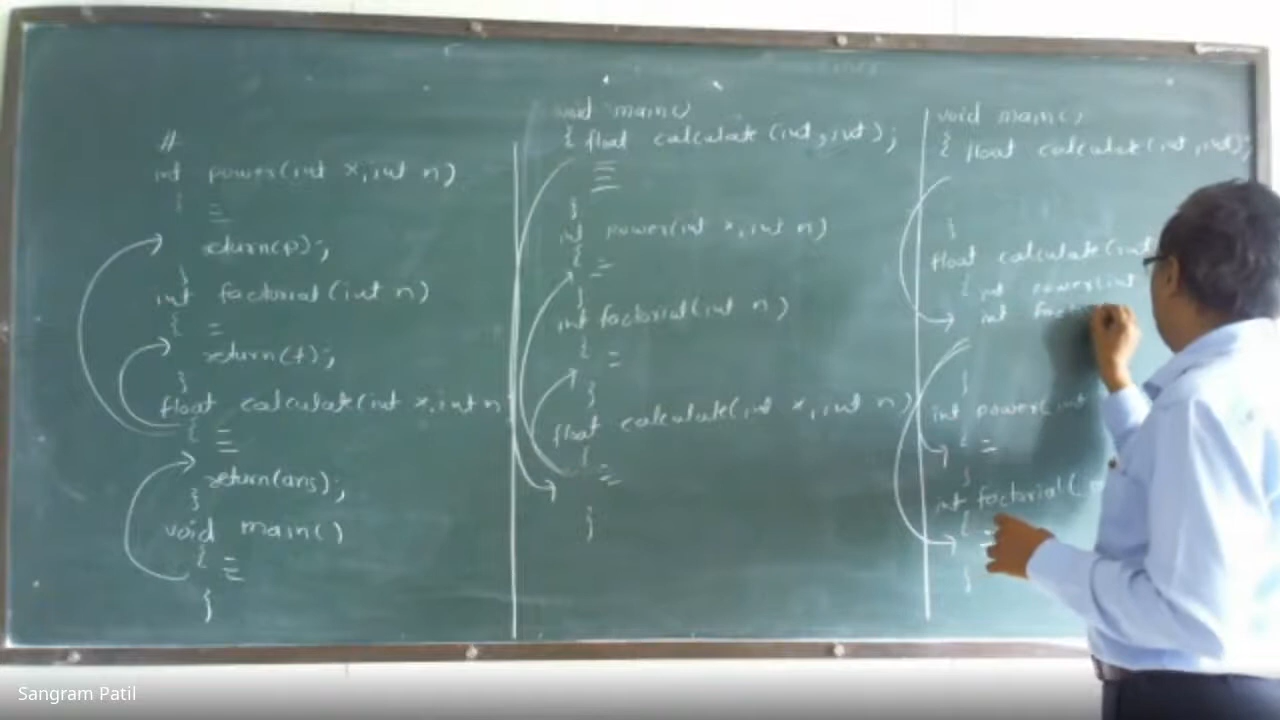 #
int power(int x, int n)
{
return(p);
}
int factorial(int n)
{
return(f);
}
float calculate(int x, int n
{
return(ans);
}
void main()
{
}
void main()
{ float calculate (int, int);
}
int power(int x, int n)
{
}
int factorial(int n)
{
}
float calculate(int x, int n)
{
}
void main()
{ float calculate(int, int);
}
float calculate(int
{ int power(int
int
}
int power(int
{
}
int factorial(
{
}
Sangram Patil